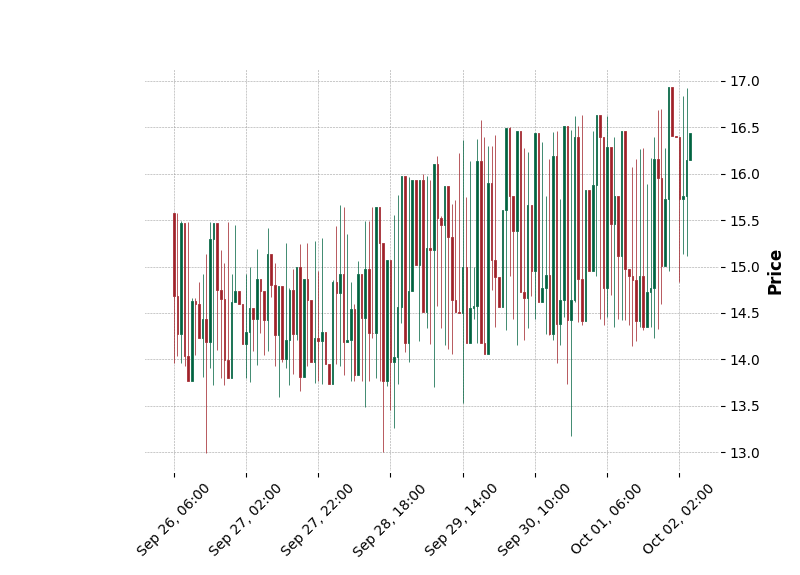 17.0
16.5
16.0
15.5
15.0
14.5
14.0
13.5
13.0
Price
Sep 26, 06:00
Sep 27, 02:00
Sep 27, 22:00
Sep 28, 18:00
Sep 29, 14:00
Sep 30, 10:00
Oct 01, 06:00
Oct 02, 02:00